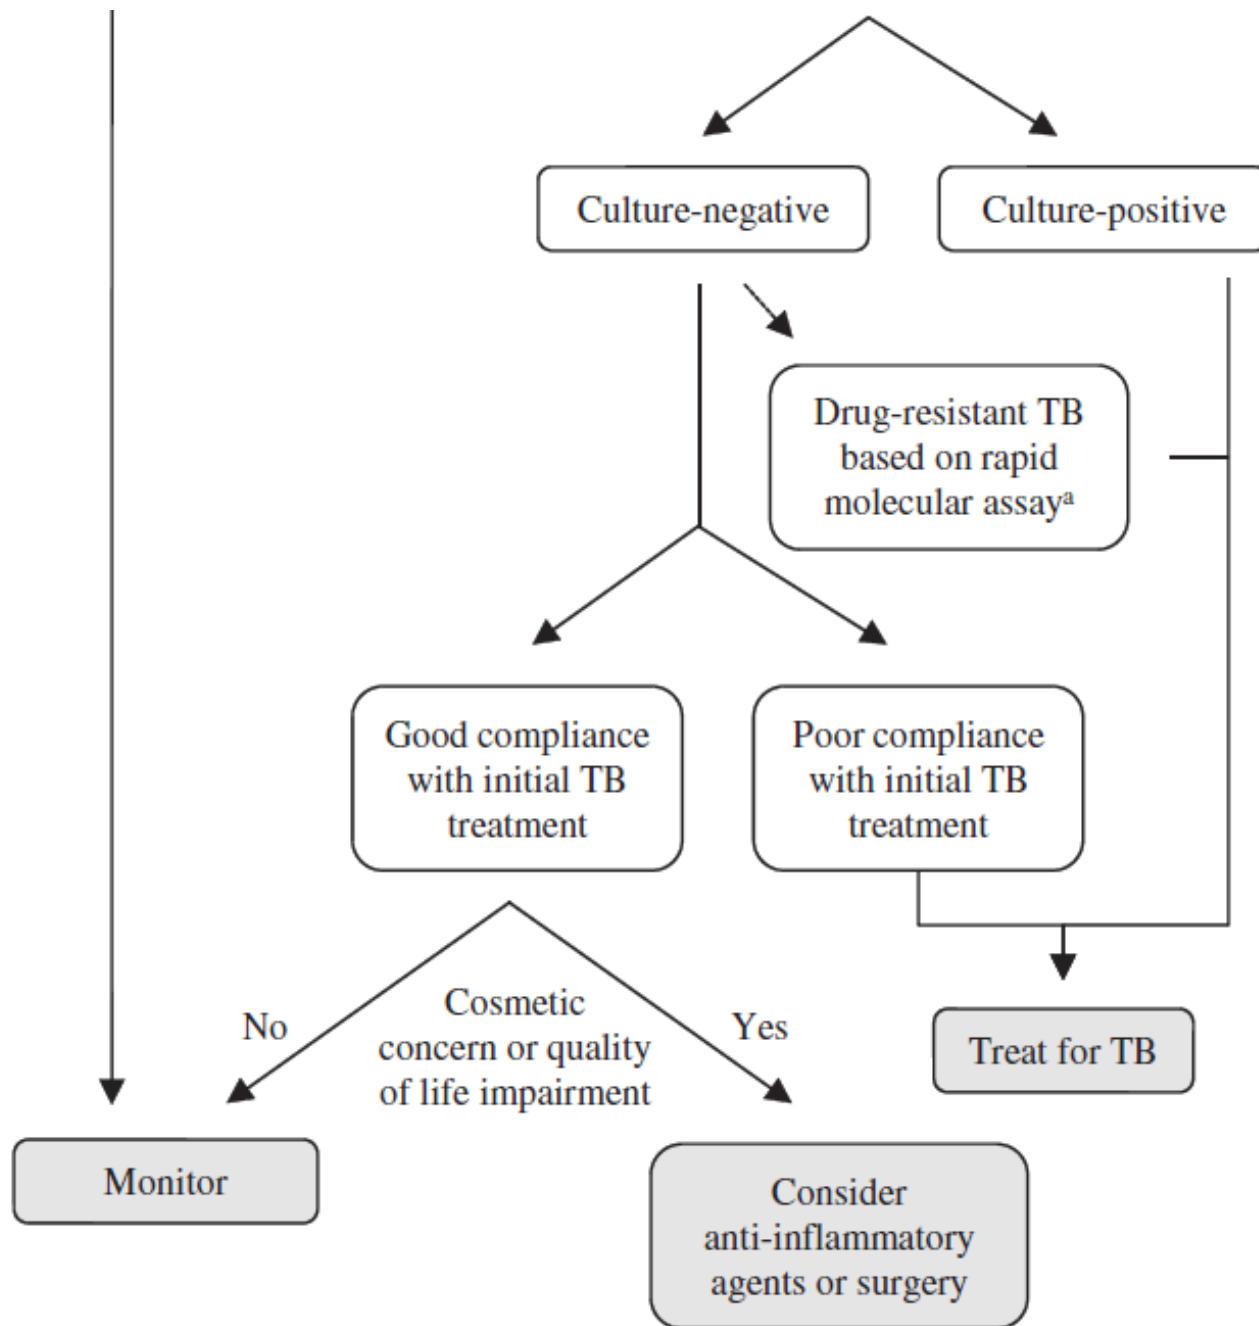 Culture-negative
Culture-positive
Drug-resistant TB
based on rapid
molecular assayᵃ
Good compliance
with initial TB
treatment
Poor compliance
with initial TB
treatment
No
Cosmetic
concern or quality
of life impairment
Yes
Treat for TB
Monitor
Consider
anti-inflammatory
agents or surgery